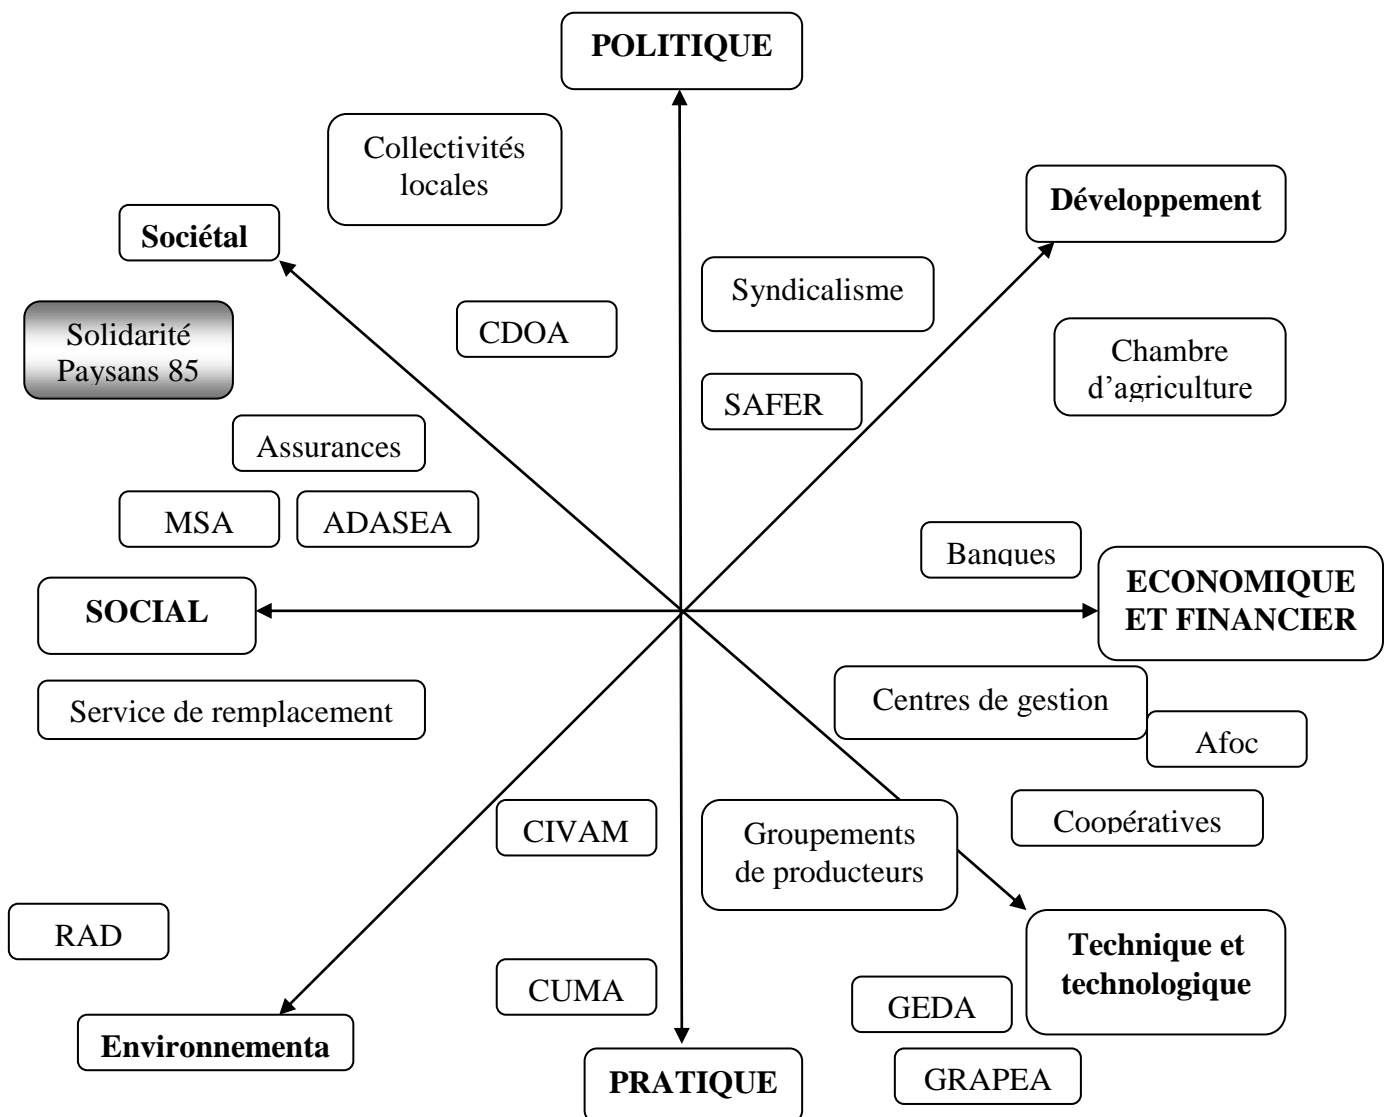 POLITIQUE
Collectivités
locales
Développement
Sociétal
Syndicalisme
Solidarité
Paysans 85
CDOA
Chambre
d’agriculture
SAFER
Assurances
MSA
ADASEA
Banques
SOCIAL
ECONOMIQUE
ET FINANCIER
Service de remplacement
Centres de gestion
Afoc
CIVAM
Groupements
de producteurs
Coopératives
RAD
CUMA
Technique et
technologique
GEDA
Environnementa
PRATIQUE
GRAPEA